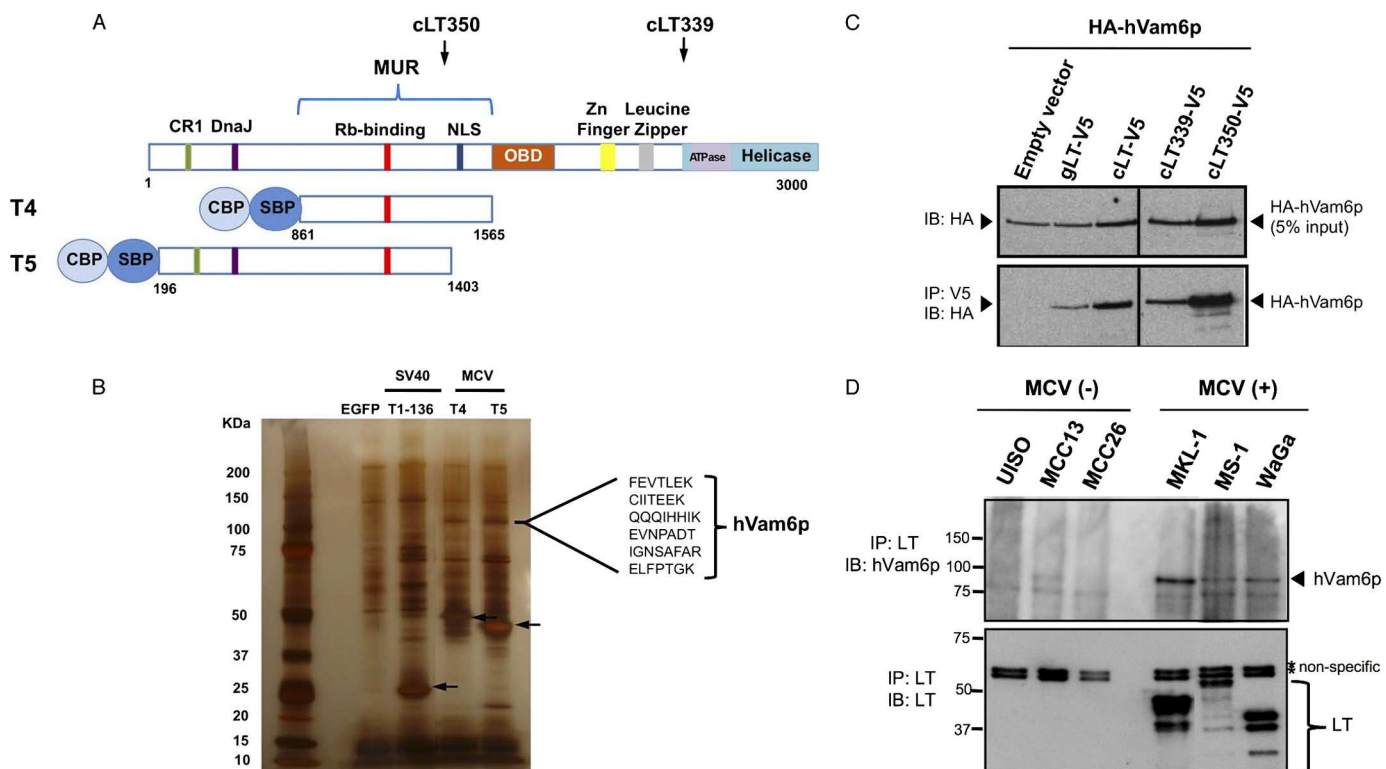 A
cLT350
cLT339
MUR
CR1 DnaJ Rb-binding NLS Zn Finger Leucine Zipper
OBD ATPase Helicase
1 3000
T4 CBP SBP
861 1565
T5 CBP SBP
196 1403
B
SV40 MCV
EGFP T1-136 T4 T5
KDa
200
150
100
75
50
37
25
20
15
10
FEVTLEK
CIITEEK
QQQIHHIK
EVNPADT
IGNSAFAR
ELFPTGK
hVam6p
C
HA-hVam6p
Empty vector
gLT-V5
cLT-V5
cLT339-V5
cLT350-V5
IB: HA
HA-hVam6p
(5% input)
IP: V5
IB: HA
HA-hVam6p
D
MCV (-) MCV (+)
UISO
MCC13
MCC26
MKL-1
MS-1
WaGa
IP: LT
IB: hVam6p
150
100
75
hVam6p
IP: LT
IB: LT
75
50
37
* non-specific
*
LT